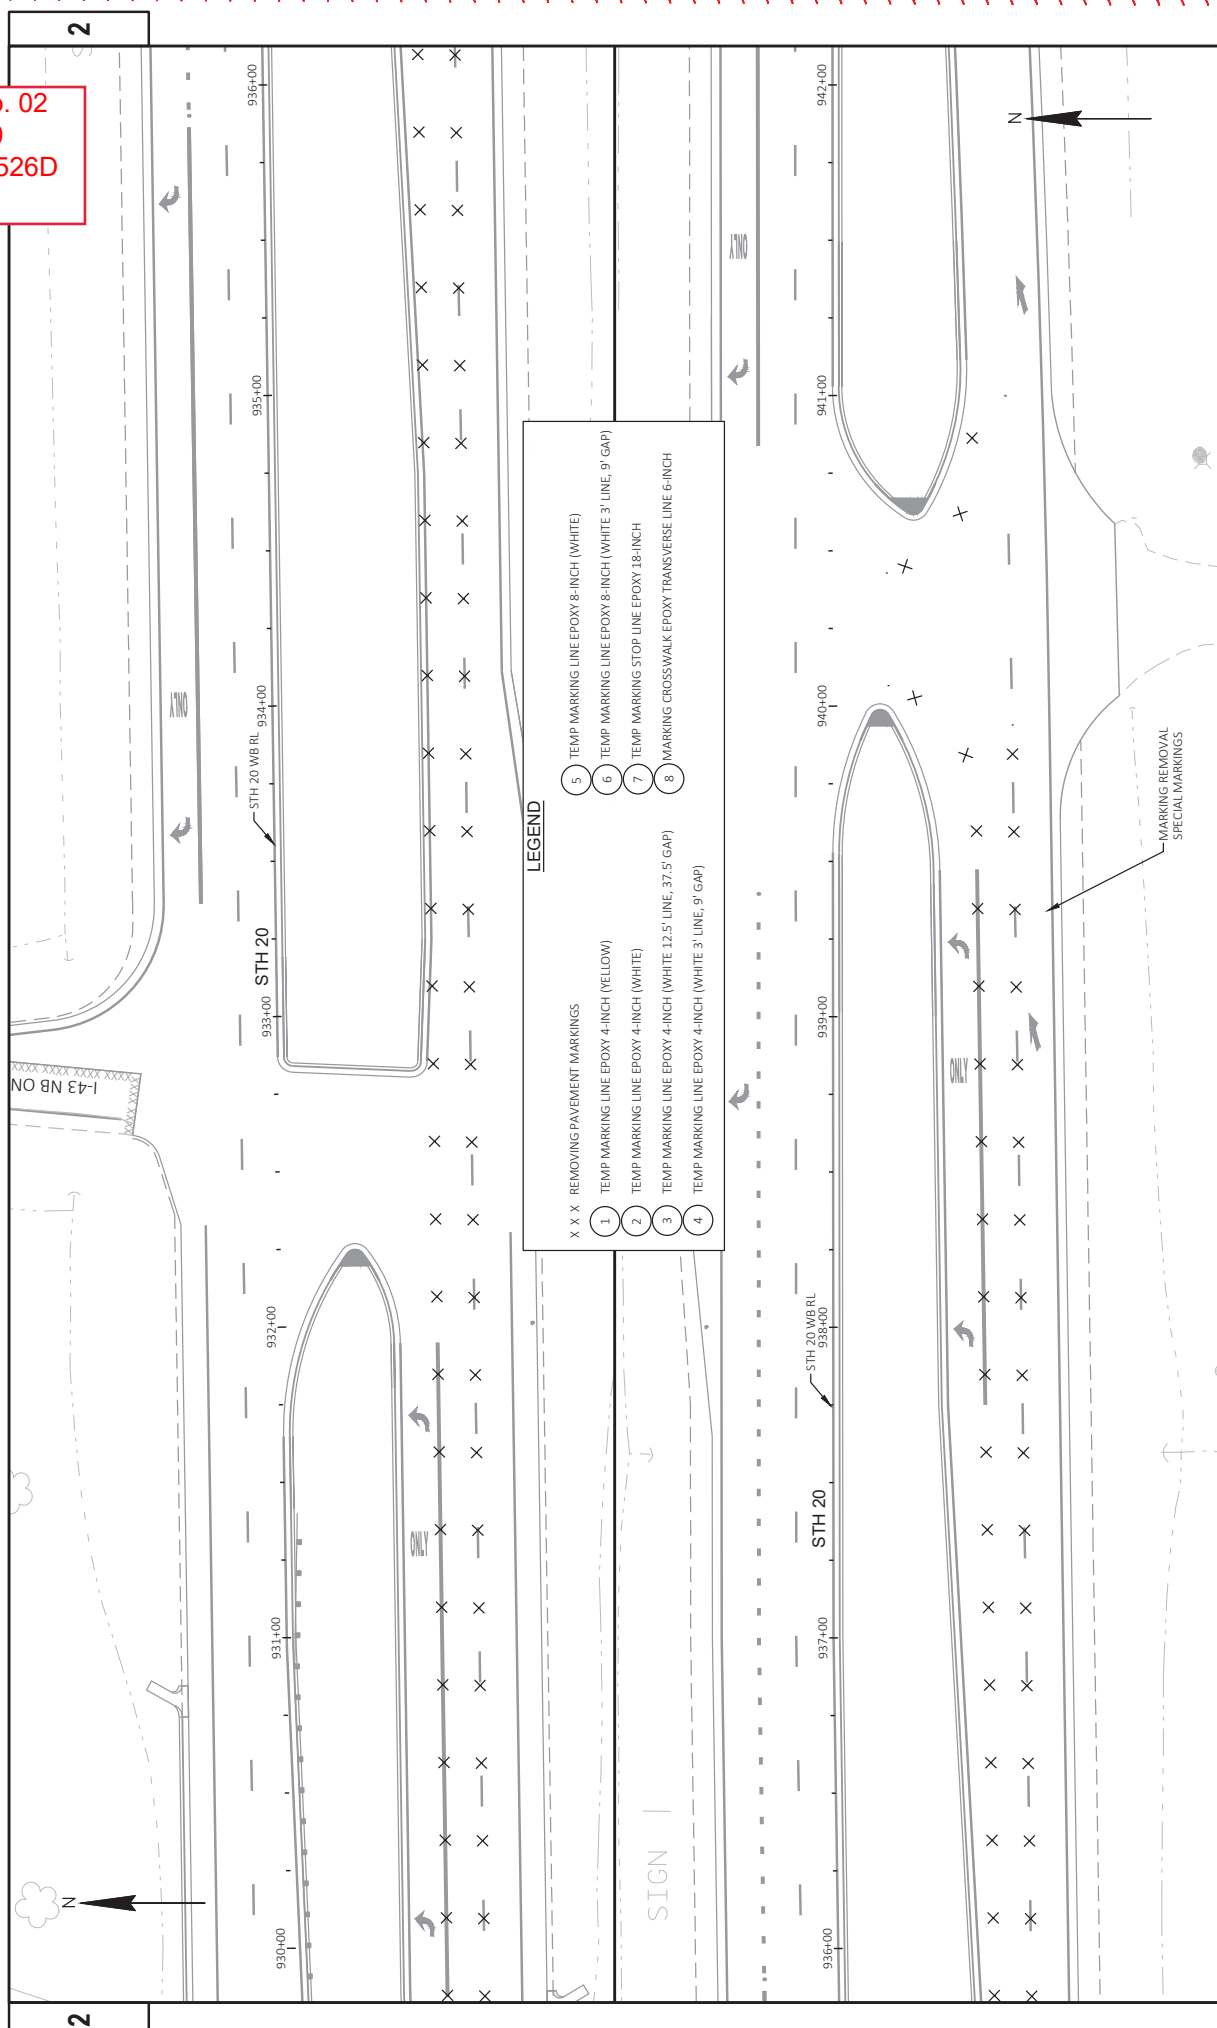 2
2
. 02
526D
936+00
935+00
934+00
933+00
932+00
931+00
930+00
STH 20 WB RL
STH 20
I-43 NB ON
ONLY
ONLY
N
LEGEND
X X X REMOVING PAVEMENT MARKINGS
1 TEMP MARKING LINE EPOXY 4-INCH (YELLOW)
2 TEMP MARKING LINE EPOXY 4-INCH (WHITE)
3 TEMP MARKING LINE EPOXY 4-INCH (WHITE 12.5' LINE, 37.5' GAP)
4 TEMP MARKING LINE EPOXY 4-INCH (WHITE 3' LINE, 9' GAP)
5 TEMP MARKING LINE EPOXY 8-INCH (WHITE)
6 TEMP MARKING LINE EPOXY 8-INCH (WHITE 3' LINE, 9' GAP)
7 TEMP MARKING STOP LINE EPOXY 18-INCH
8 MARKING CROSSWALK EPOXY TRANSVERSE LINE 6-INCH
SIGN
ONLY
942+00
941+00
940+00
939+00
938+00
937+00
936+00
STH 20 WB RL
STH 20
ONLY
N
MARKING REMOVAL
SPECIAL MARKINGS